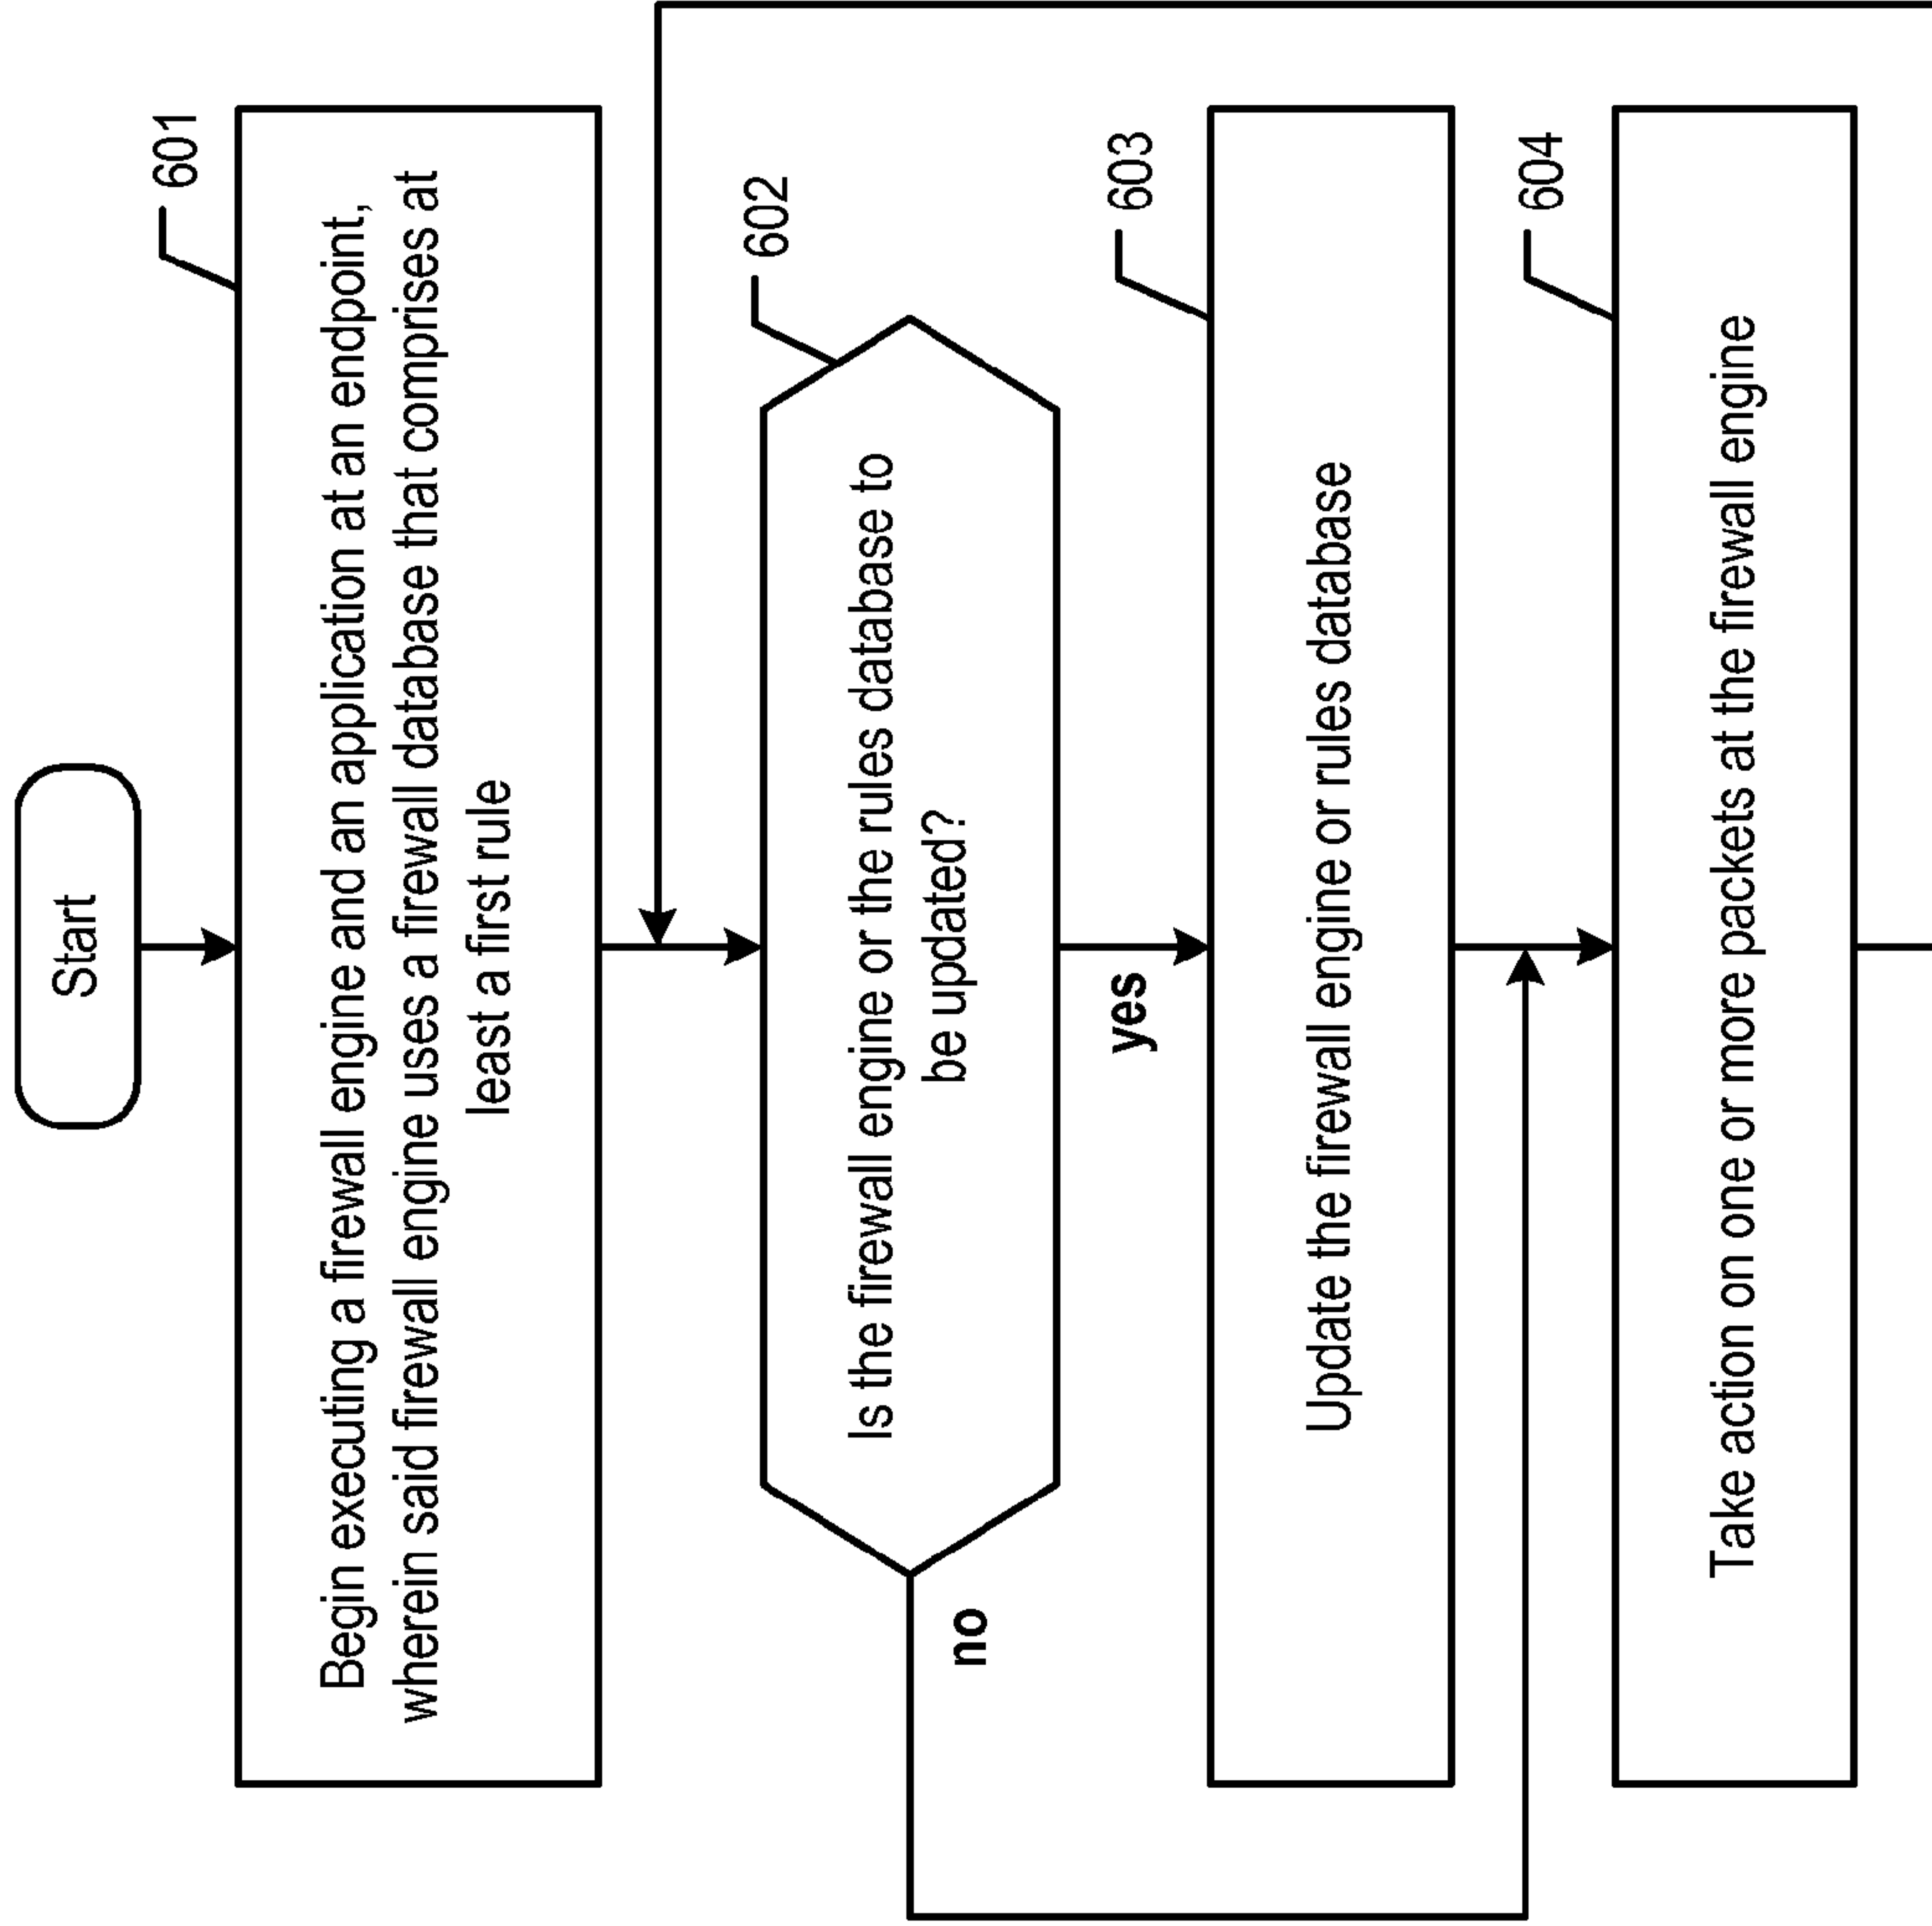 Start
601
Begin executing a firewall engine and an application at an endpoint,
wherein said firewall engine uses a firewall database that comprises at
least a first rule
602
Is the firewall engine or the rules database to
be updated?
no
yes
603
Update the firewall engine or rules database
604
Take action on one or more packets at the firewall engine